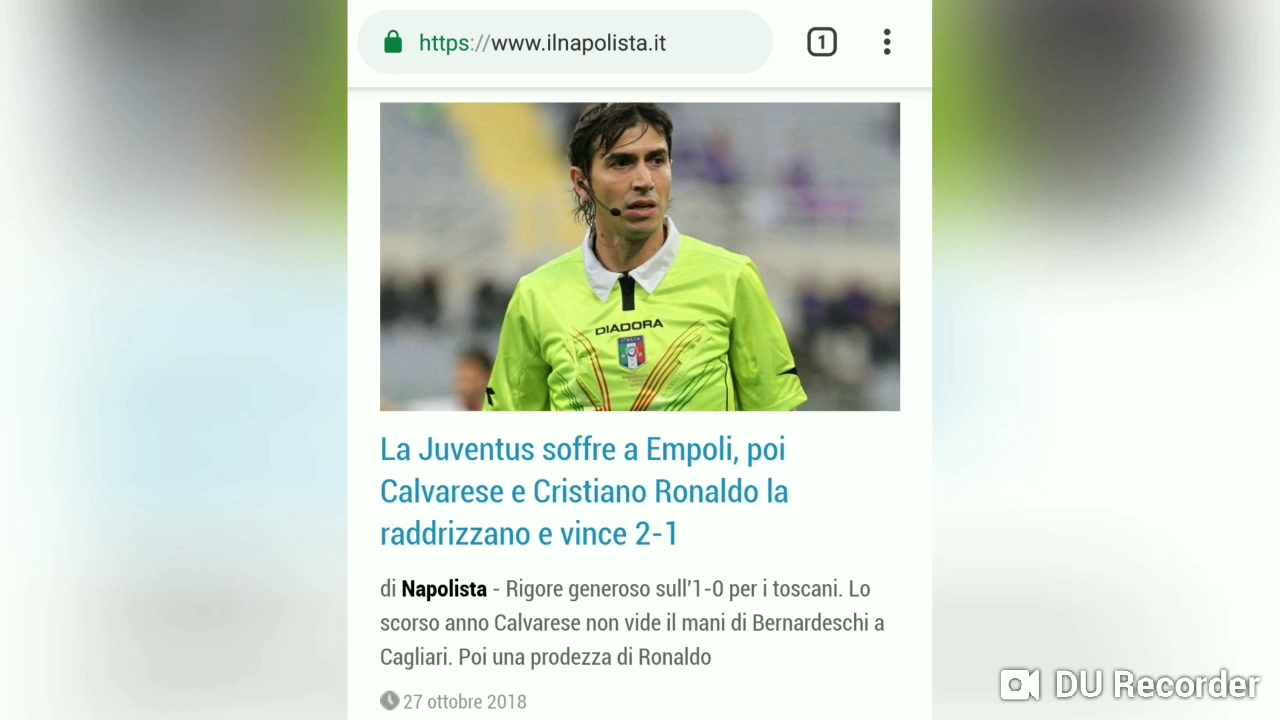 https://www.ilnapolista.it
1
DIADORA
ITALIA
La Juventus soffre a Empoli, poi
Calvarese e Cristiano Ronaldo la
raddrizzano e vince 2-1
di Napolista - Rigore generoso sull'1-0 per i toscani. Lo
scorso anno Calvarese non vide il mani di Bernardeschi a
Cagliari. Poi una prodezza di Ronaldo
27 ottobre 2018
DU Recorder